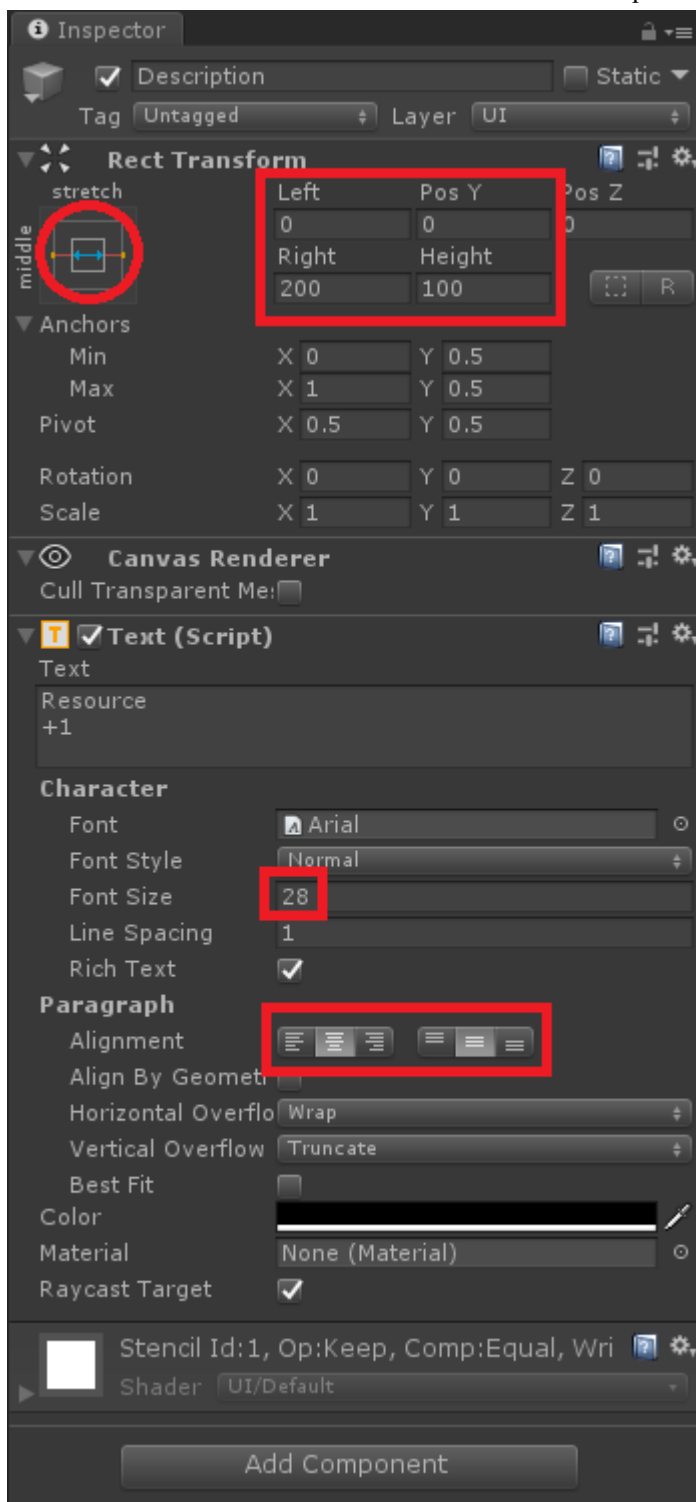 Inspector
Description Static
Tag Untagged Layer UI
Rect Transform
stretch Left Pos Y Pos Z
middle 0 0 0
Right Height
200 100 R
Anchors
Min X 0 Y 0.5
Max X 1 Y 0.5
Pivot X 0.5 Y 0.5
Rotation X 0 Y 0 Z 0
Scale X 1 Y 1 Z 1
Canvas Renderer
Cull Transparent Me
Text (Script)
Text
Resource
+1
Character
Font Arial
Font Style Normal
Font Size 28
Line Spacing 1
Rich Text
Paragraph
Alignment
Align By Geomet
Horizontal Overflo Wrap
Vertical Overflow Truncate
Best Fit
Color
Material None (Material)
Raycast Target
Stencil Id:1, Op:Keep, Comp:Equal, Wri
Shader UI/Default
Add Component